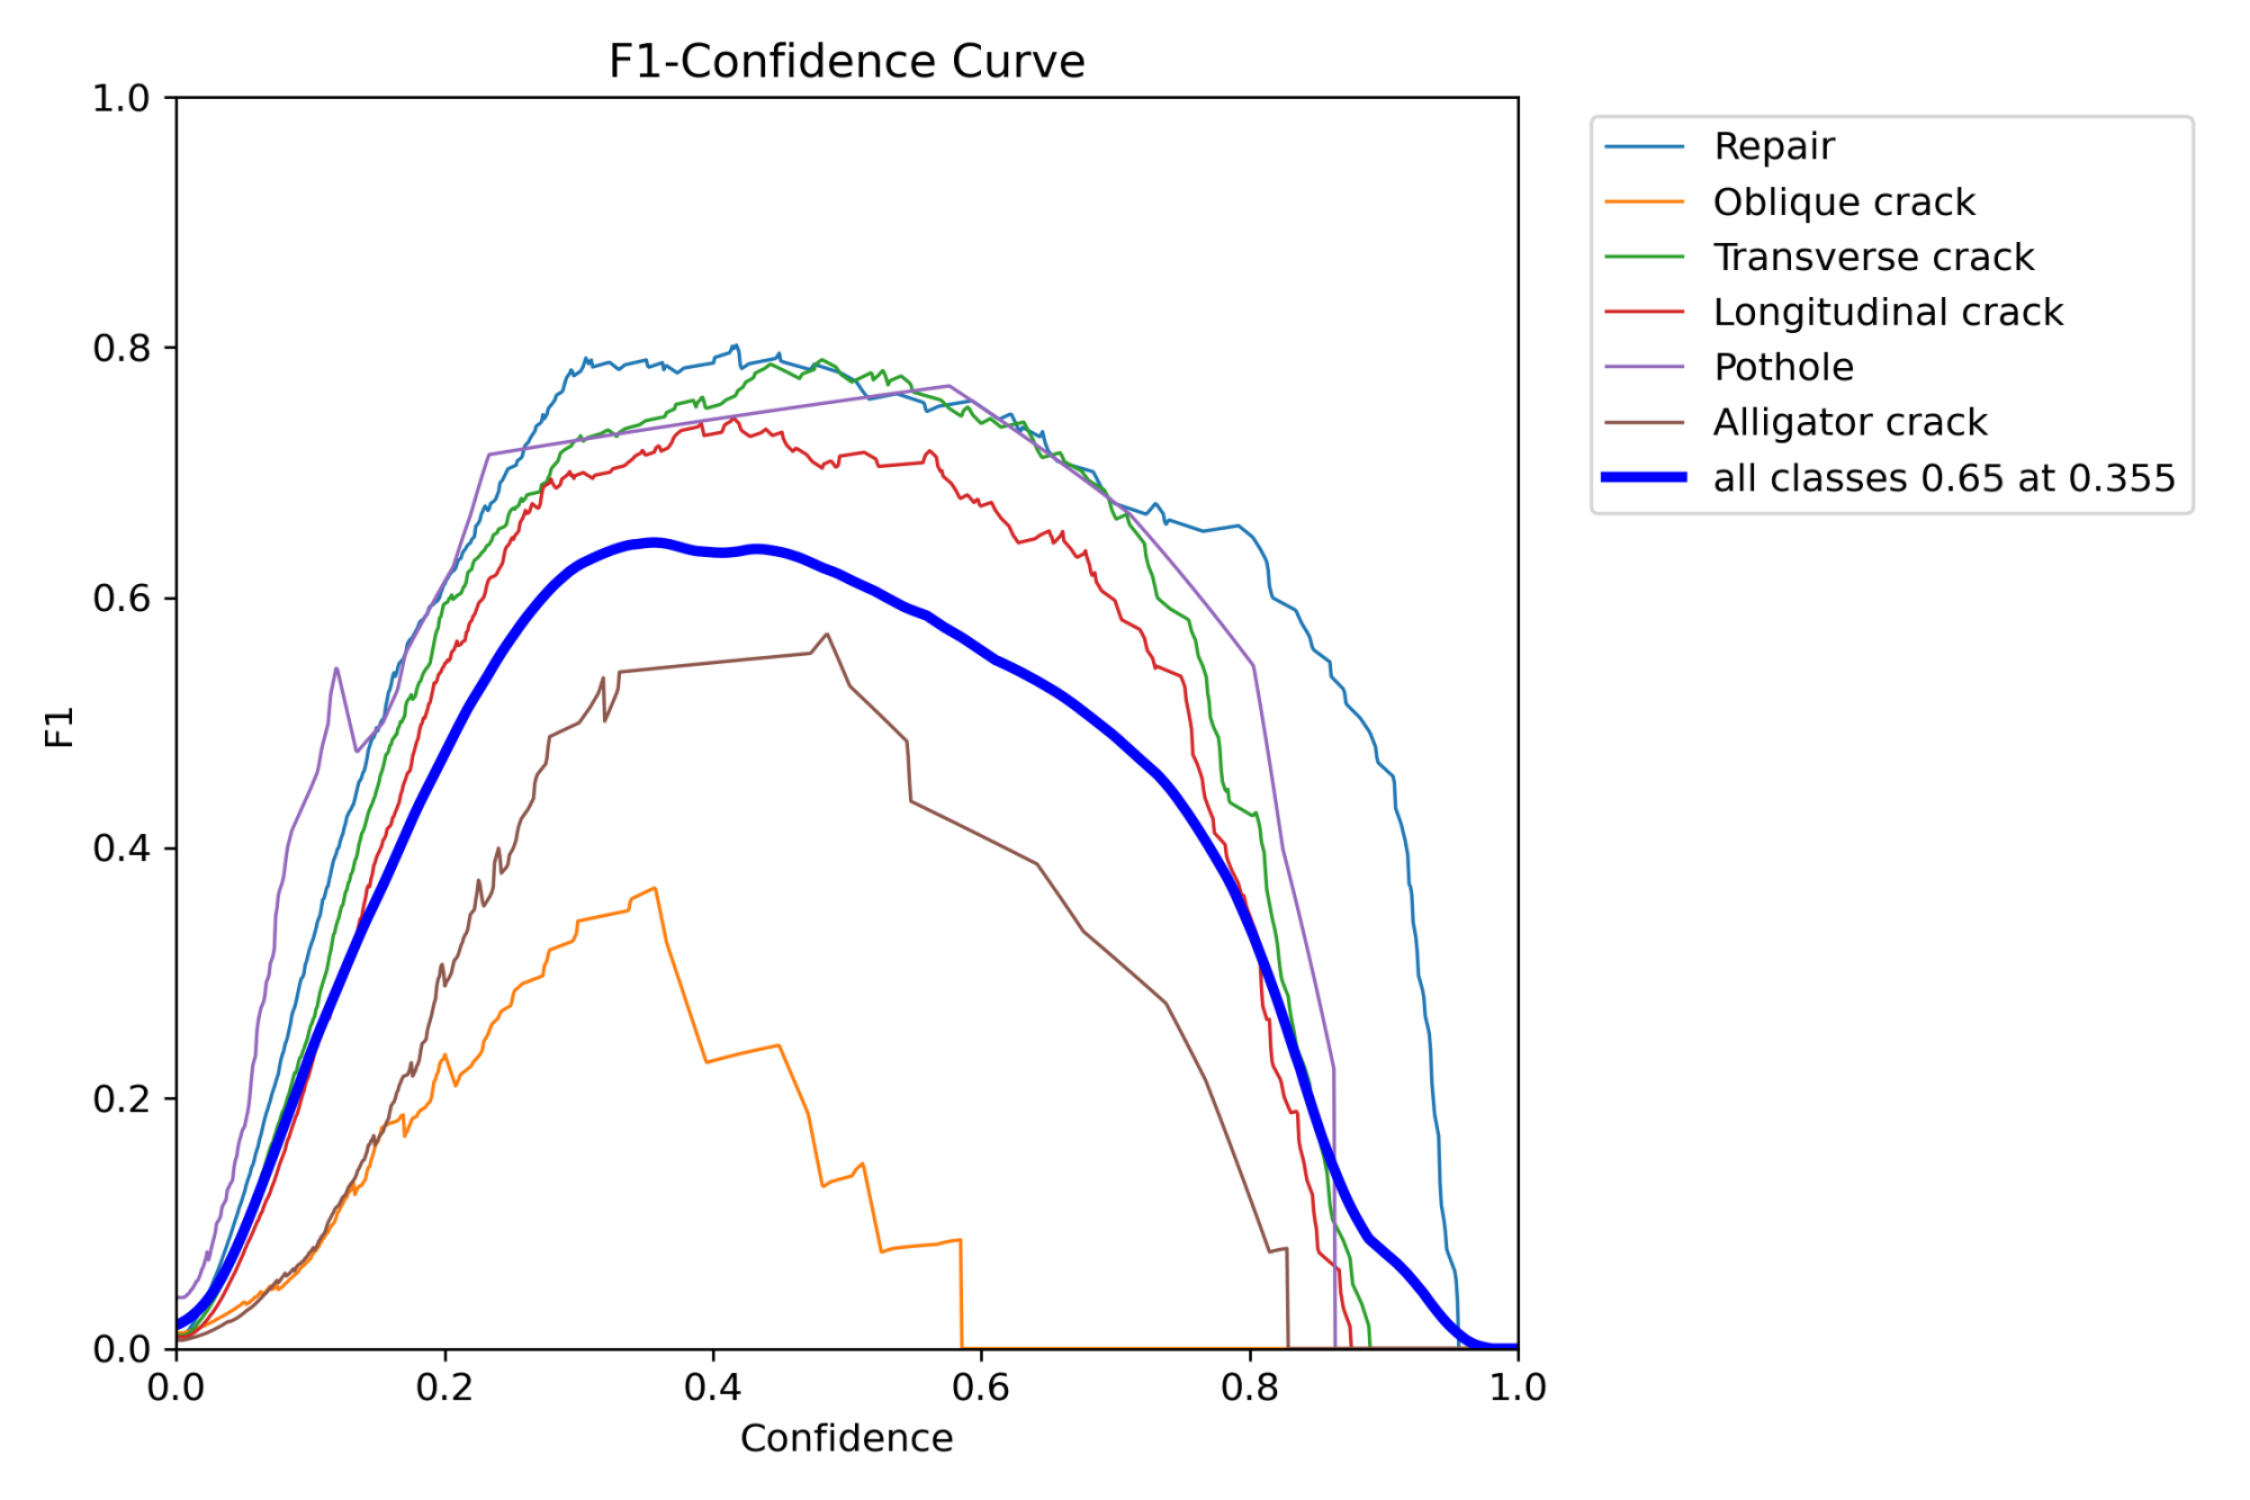 F1-Confidence Curve
1.0
0.8
0.6
0.4
0.2
0.0
F1
0.0 0.2 0.4 0.6 0.8 1.0
Confidence
Repair
Oblique crack
Transverse crack
Longitudinal crack
Pothole
Alligator crack
all classes 0.65 at 0.355